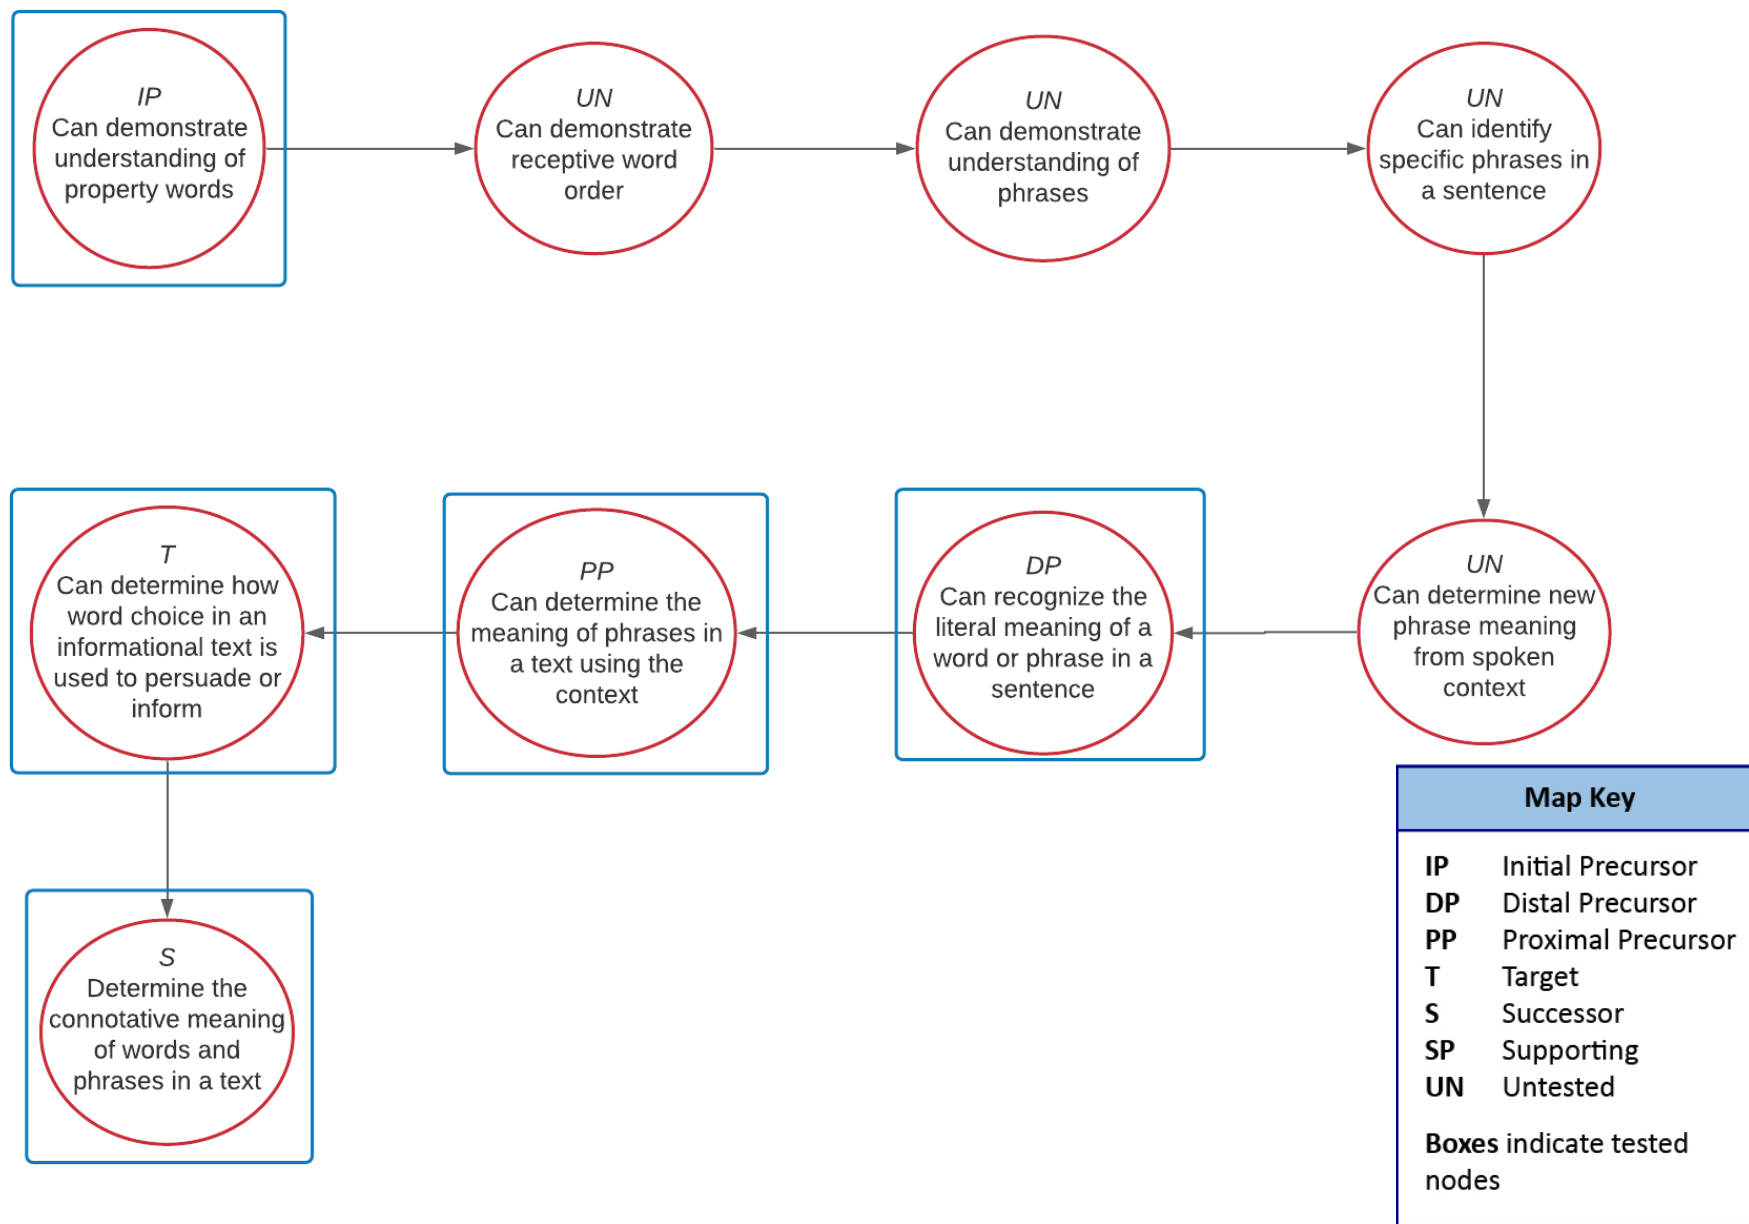 IP
Can demonstrate
understanding of
property words
UN
Can demonstrate
receptive word
order
UN
Can demonstrate
understanding of
phrases
UN
Can identify
specific phrases in
a sentence
T
Can determine how
word choice in an
informational text is
used to persuade or
inform
PP
Can determine the
meaning of phrases in
a text using the
context
DP
Can recognize the
literal meaning of a
word or phrase in a
sentence
UN
Can determine new
phrase meaning
from spoken
context
S
Determine the
connotative meaning
of words and
phrases in a text
Map Key
IP Initial Precursor
DP Distal Precursor
PP Proximal Precursor
T Target
S Successor
SP Supporting
UN Untested
Boxes indicate tested
nodes